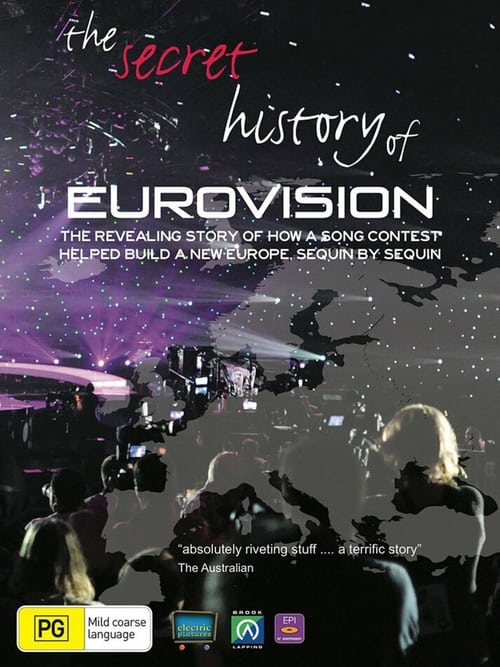 the
secret
history of
EUROVISION
THE REVEALING STORY OF HOW A SONG CONTEST
HELPED BUILD A NEW EUROPE, SEQUIN BY SEQUIN
"absolutely riveting stuff .... a terrific story"
The Australian
PG
Mild coarse
language
electric
pictures
BROOK
LAPPING
EPI